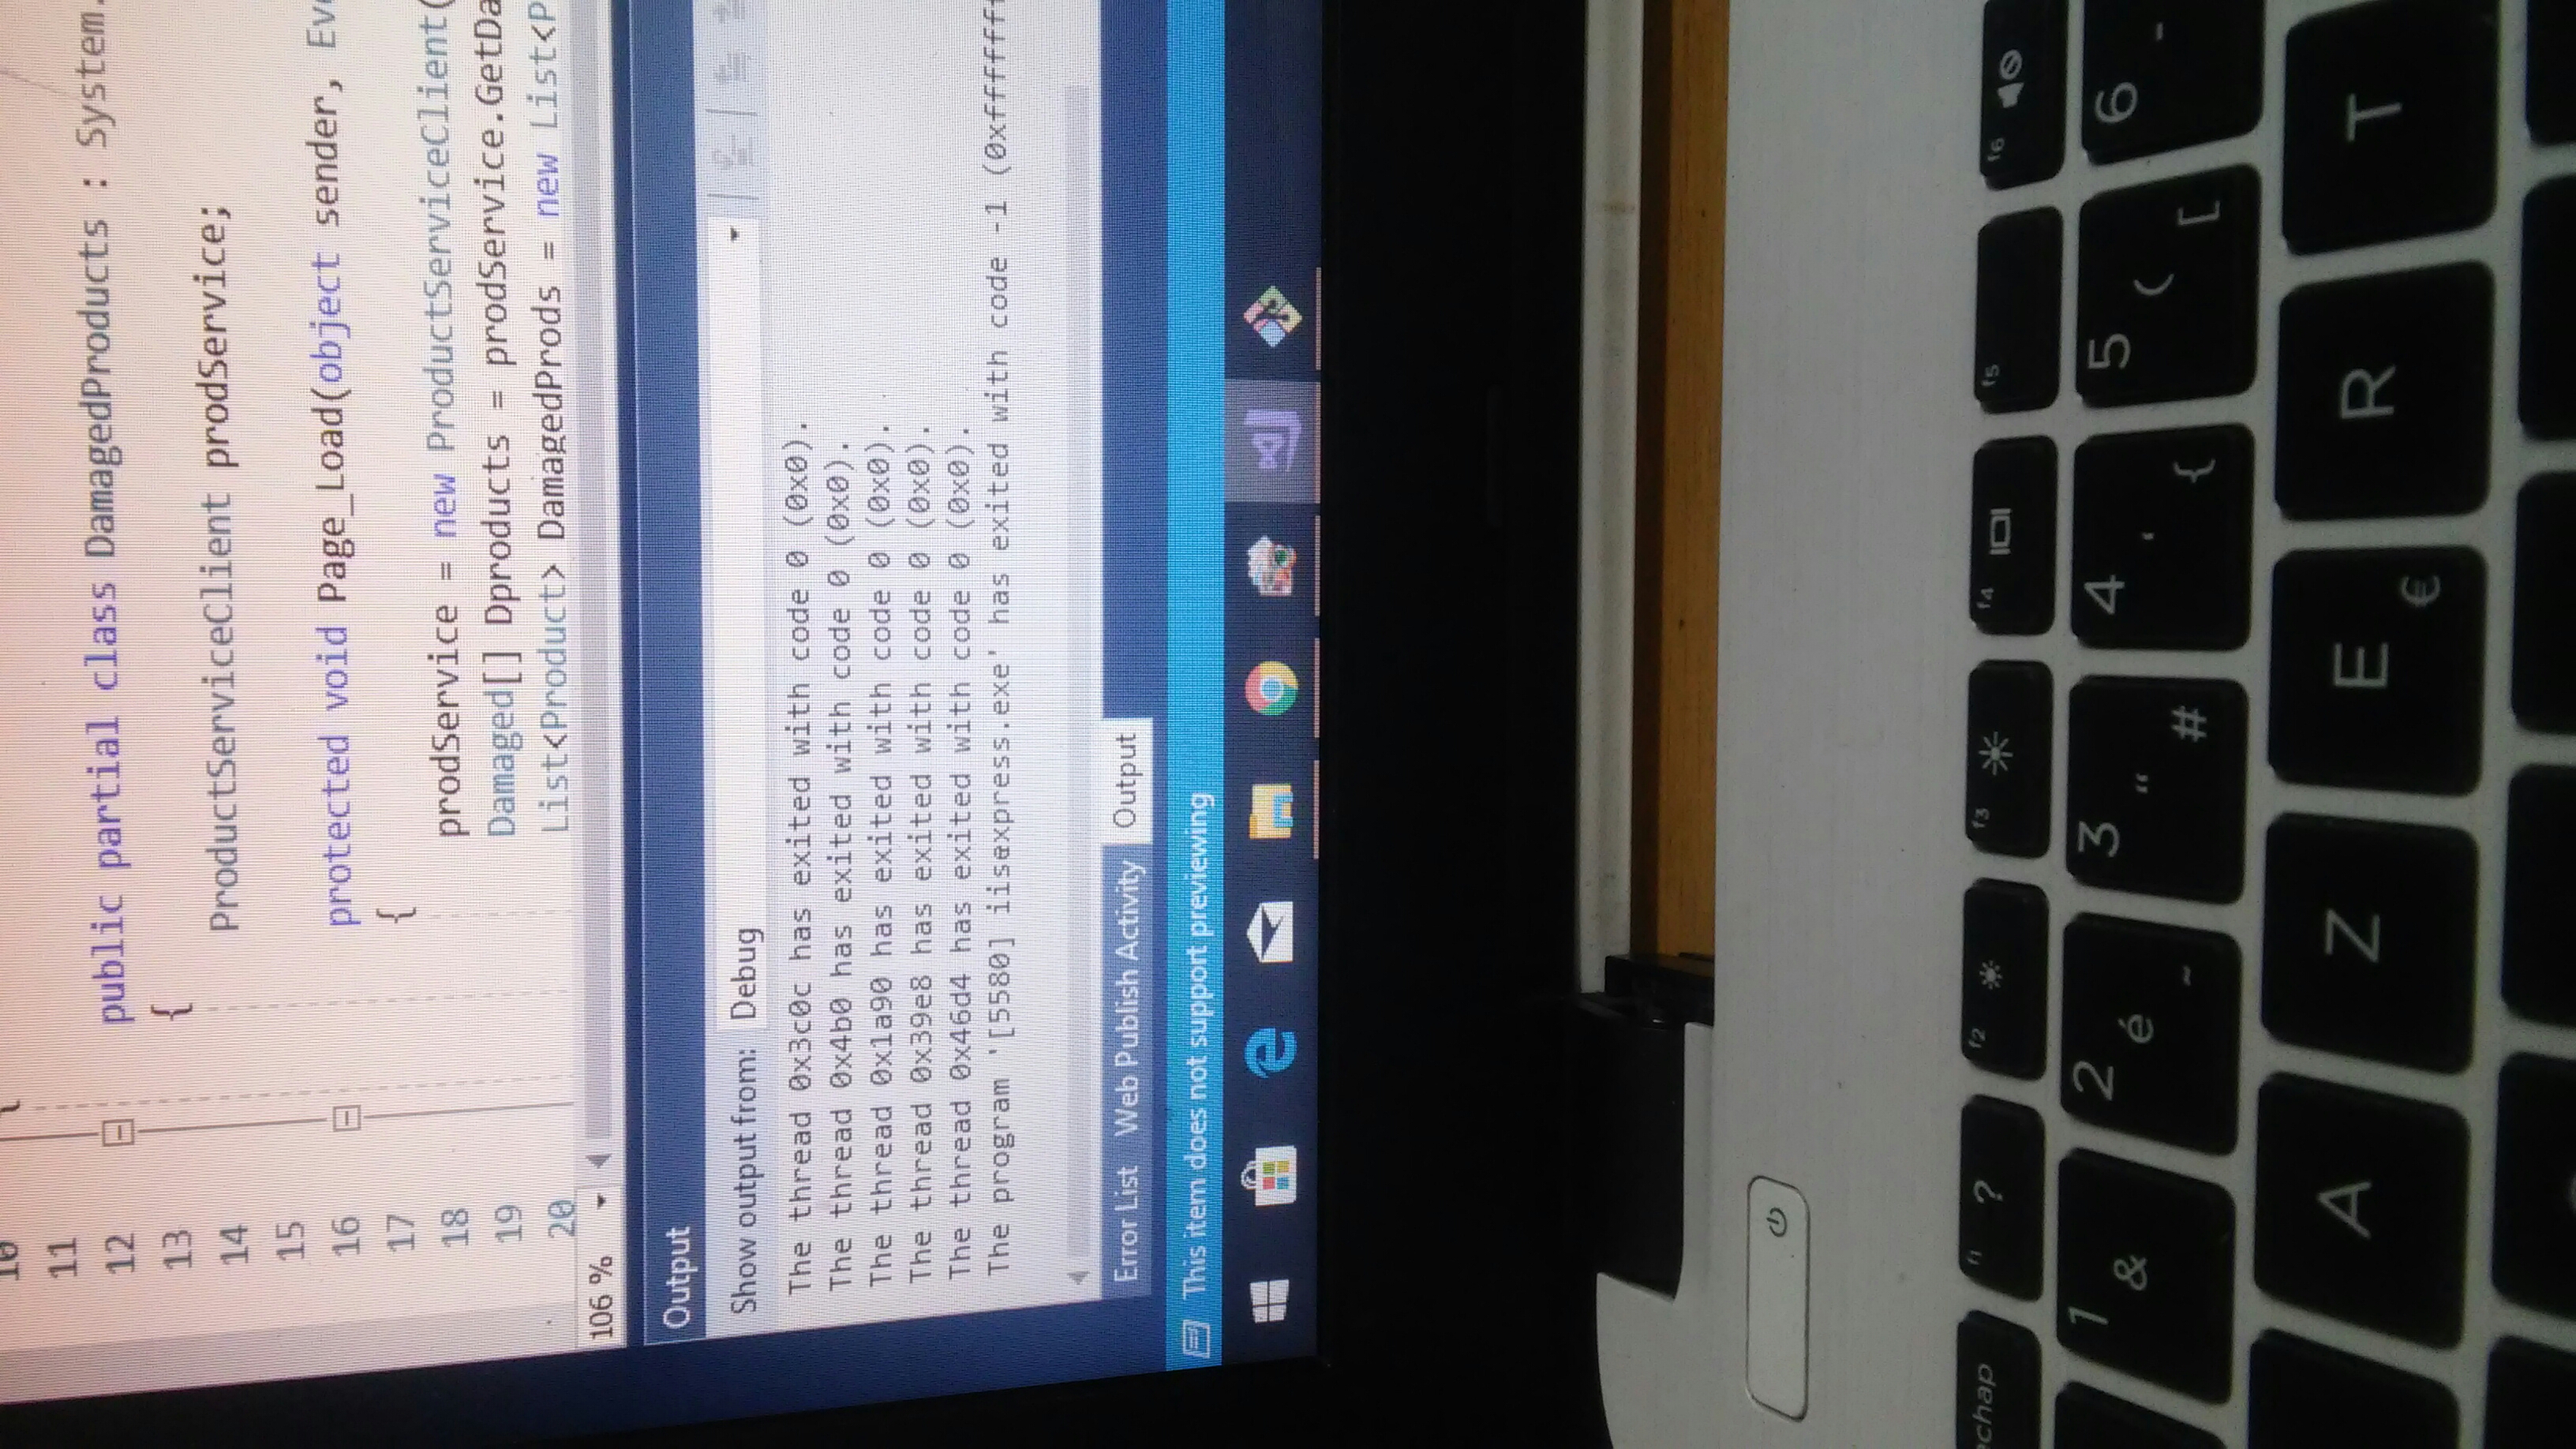 10
11
12 public partial class DamagedProducts : System.
13 {
14 ProductServiceClient prodService;
15
16 protected void Page_Load(object sender, Eve
17 {
18 prodService = new ProductServiceClient(
19 Damaged[] Dproducts = prodService.GetDa
20 List<Product> DamagedProds = new List<P
106 %
Output
Show output from: Debug
The thread 0x3c0c has exited with code 0 (0x0).
The thread 0x4b0 has exited with code 0 (0x0).
The thread 0x1a90 has exited with code 0 (0x0).
The thread 0x39e8 has exited with code 0 (0x0).
The thread 0x46d4 has exited with code 0 (0x0).
The program '[5580] iisexpress.exe' has exited with code -1 (0xfffffff
Error List Web Publish Activity Output
This item does not support previewing
echap f1 ? f2 f3 f4 f5 f6
1 & 2 é ~ 3 " # 4 ' { 5 ( [ 6 -
A Z E € R T